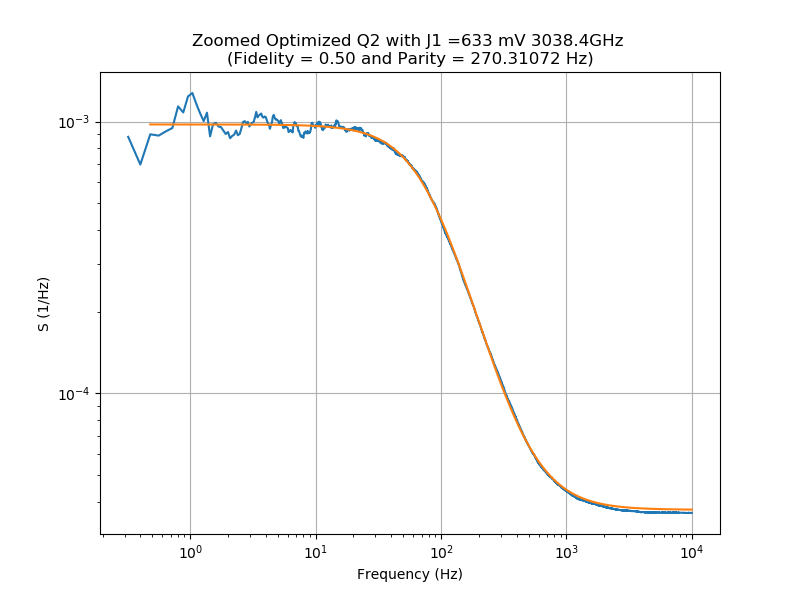 Zoomed Optimized Q2 with J1 =633 mV 3038.4GHz
(Fidelity = 0.50 and Parity = 270.31072 Hz)
10⁻³
10⁻⁴
S (1/Hz)
10⁰ 10¹ 10² 10³ 10⁴
Frequency (Hz)